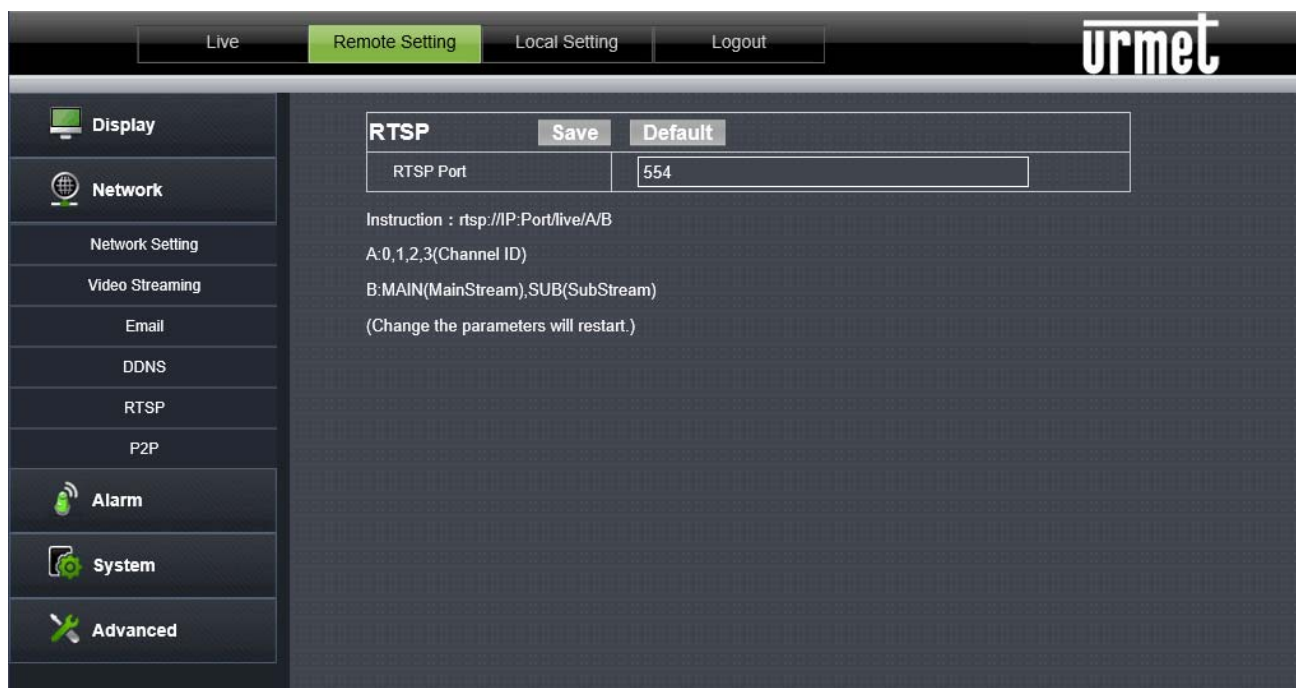 Live Remote Setting Local Setting Logout urmet
Display
Network
Network Setting
Video Streaming
Email
DDNS
RTSP
P2P
Alarm
System
Advanced
RTSP Save Default
RTSP Port 554
Instruction : rtsp://IP:Port/live/A/B
A:0,1,2,3(Channel ID)
B:MAIN(MainStream),SUB(SubStream)
(Change the parameters will restart.)